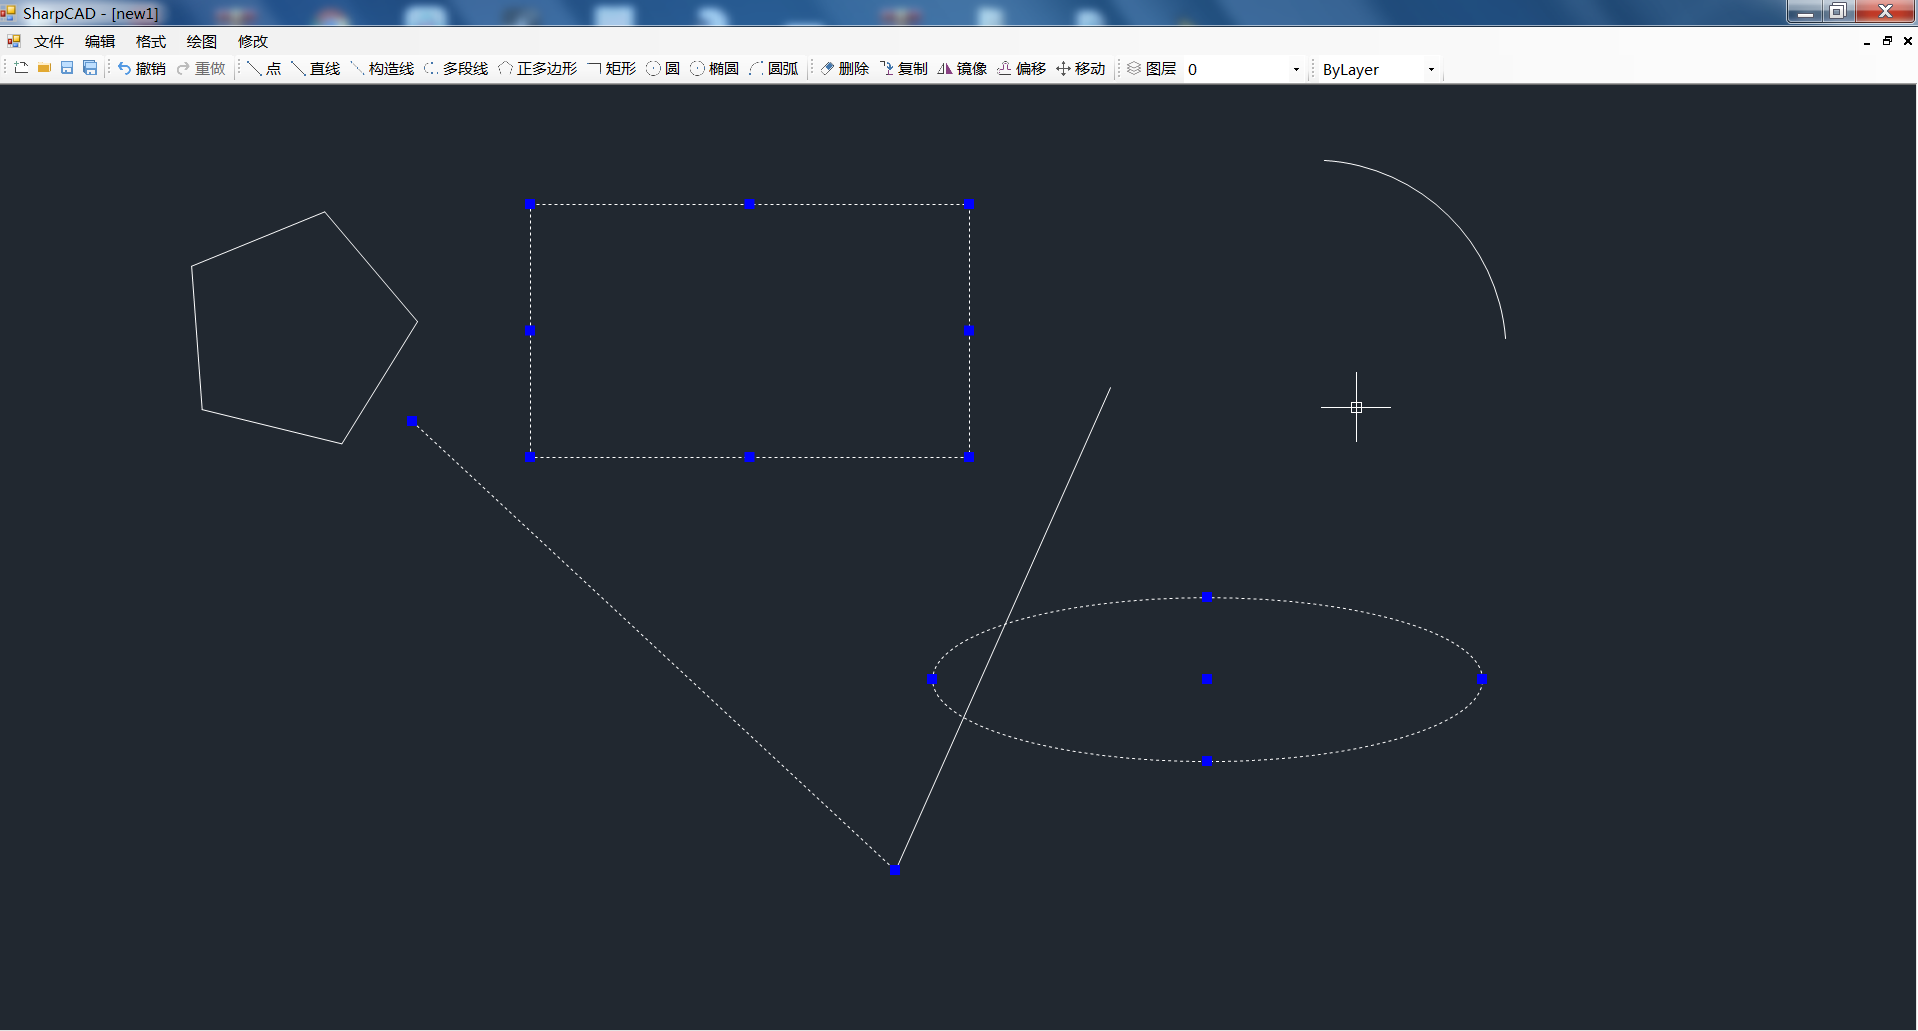 SharpCAD - [new1]
文件 编辑 格式 绘图 修改
撤销 重做 点 直线 构造线 多段线 正多边形 矩形 圆 椭圆 圆弧 删除 复制 镜像 偏移 移动 图层 0 ByLayer